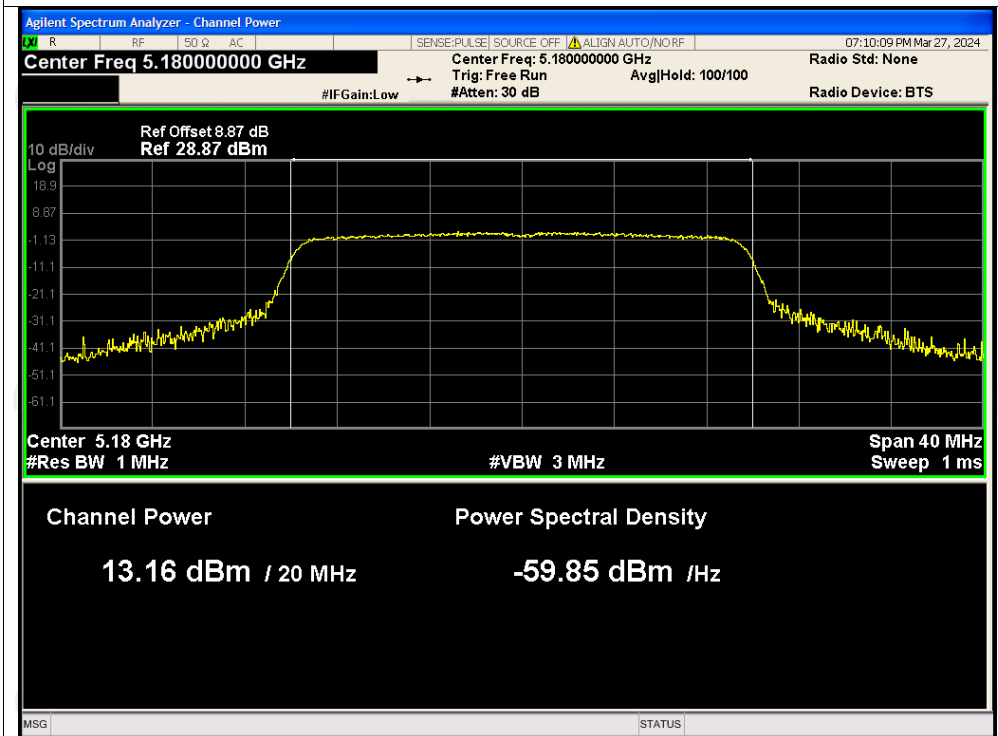 Agilent Spectrum Analyzer - Channel Power
LXI R RF 50 Ω AC SENSE:PULSE SOURCE OFF ALIGN AUTO/NO RF 07:10:09 PM Mar 27, 2024
Center Freq 5.180000000 GHz Center Freq: 5.180000000 GHz Radio Std: None
Trig: Free Run Avg|Hold: 100/100
#IFGain:Low #Atten: 30 dB Radio Device: BTS
Ref Offset 8.87 dB
10 dB/div Ref 28.87 dBm
Log
18.9
8.87
-1.13
-11.1
-21.1
-31.1
-41.1
-51.1
-61.1
Center 5.18 GHz Span 40 MHz
#Res BW 1 MHz #VBW 3 MHz Sweep 1 ms
Channel Power Power Spectral Density
13.16 dBm / 20 MHz -59.85 dBm /Hz
MSG STATUS